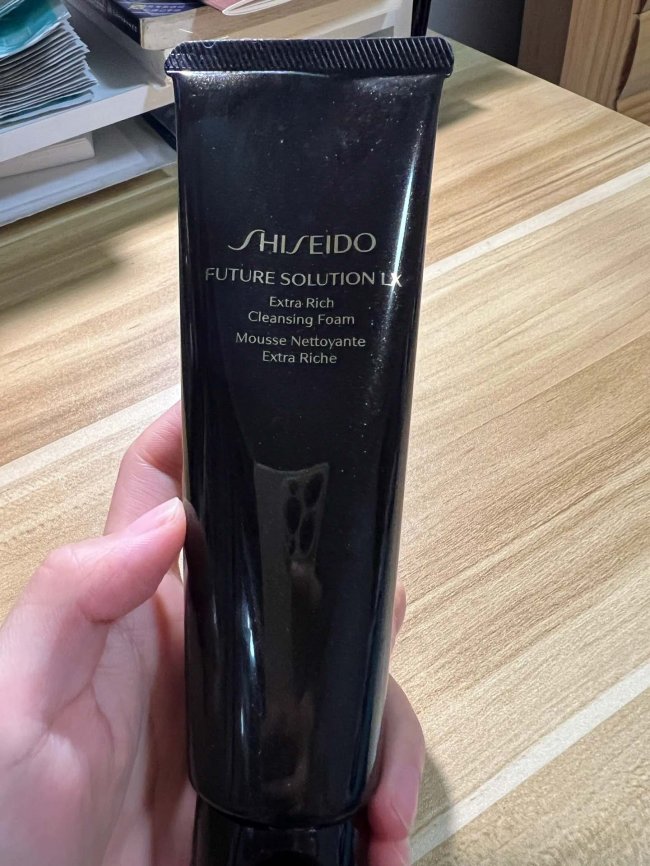 SHISEIDO
FUTURE SOLUTION LX
Extra Rich
Cleansing Foam
Mousse Nettoyante
Extra Riche